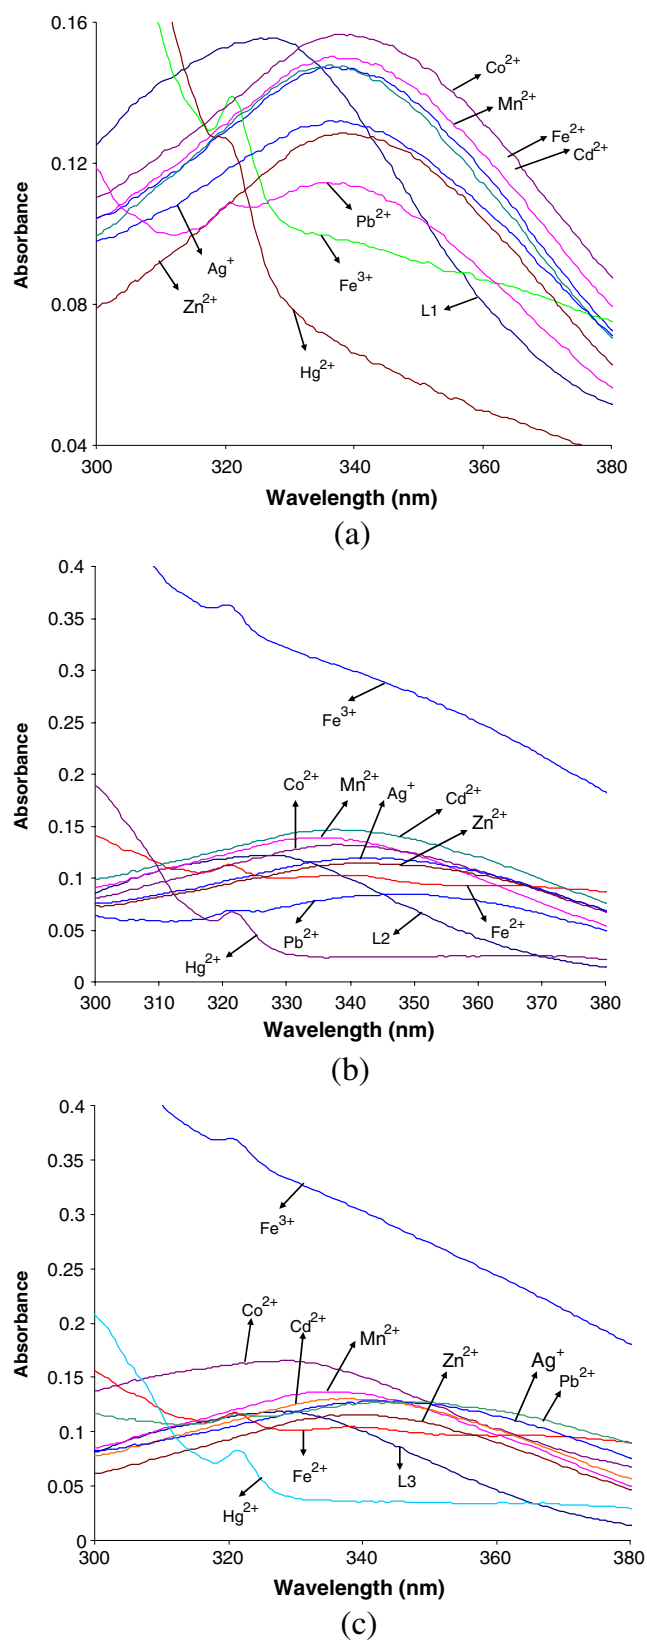 0.16
0.12
0.08
0.04
Absorbance
Co2+
Mn2+
Fe2+
Cd2+
Pb2+
Ag+
Fe3+
Zn2+
L1
Hg2+
300 320 340 360 380
Wavelength (nm)
(a)
0.4
0.35
0.3
0.25
0.2
0.15
0.1
0.05
0
Absorbance
Fe3+
Co2+ Mn2+ Ag+ Cd2+
Zn2+
Hg2+ Pb2+ L2 Fe2+
300 310 320 330 340 350 360 370 380
Wavelength (nm)
(b)
0.4
0.35
0.3
0.25
0.2
0.15
0.1
0.05
0
Absorbance
Fe3+
Co2+ Cd2+ Mn2+
Zn2+ Ag+ Pb2+
Fe2+ L3
Hg2+
300 320 340 360 380
Wavelength (nm)
(c)